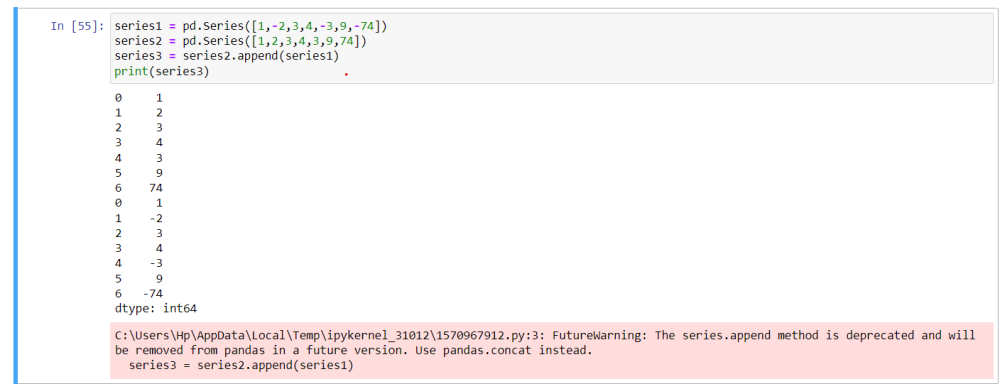 In [55]: series1 = pd.Series([1,-2,3,4,-3,9,-74])
series2 = pd.Series([1,2,3,4,3,9,74])
series3 = series2.append(series1)
print(series3)
0     1
1     2
2     3
3     4
4     3
5     9
6    74
0     1
1    -2
2     3
3     4
4    -3
5     9
6   -74
dtype: int64
C:\Users\Hp\AppData\Local\Temp\ipykernel_31012\1570967912.py:3: FutureWarning: The series.append method is deprecated and will
be removed from pandas in a future version. Use pandas.concat instead.
  series3 = series2.append(series1)